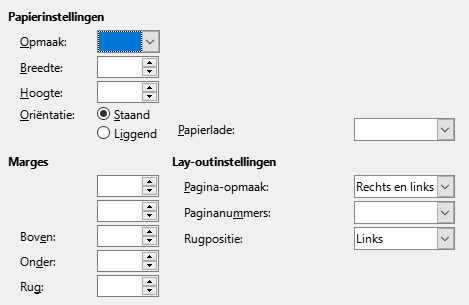 Papierinstellingen
Opmaak:
Breedte:
Hoogte:
Oriëntatie: Staand
Liggend
Papierlade:
Marges
Boven:
Onder:
Rug:
Lay-outinstellingen
Pagina-opmaak: Rechts en links
Paginanummers:
Rugpositie: Links